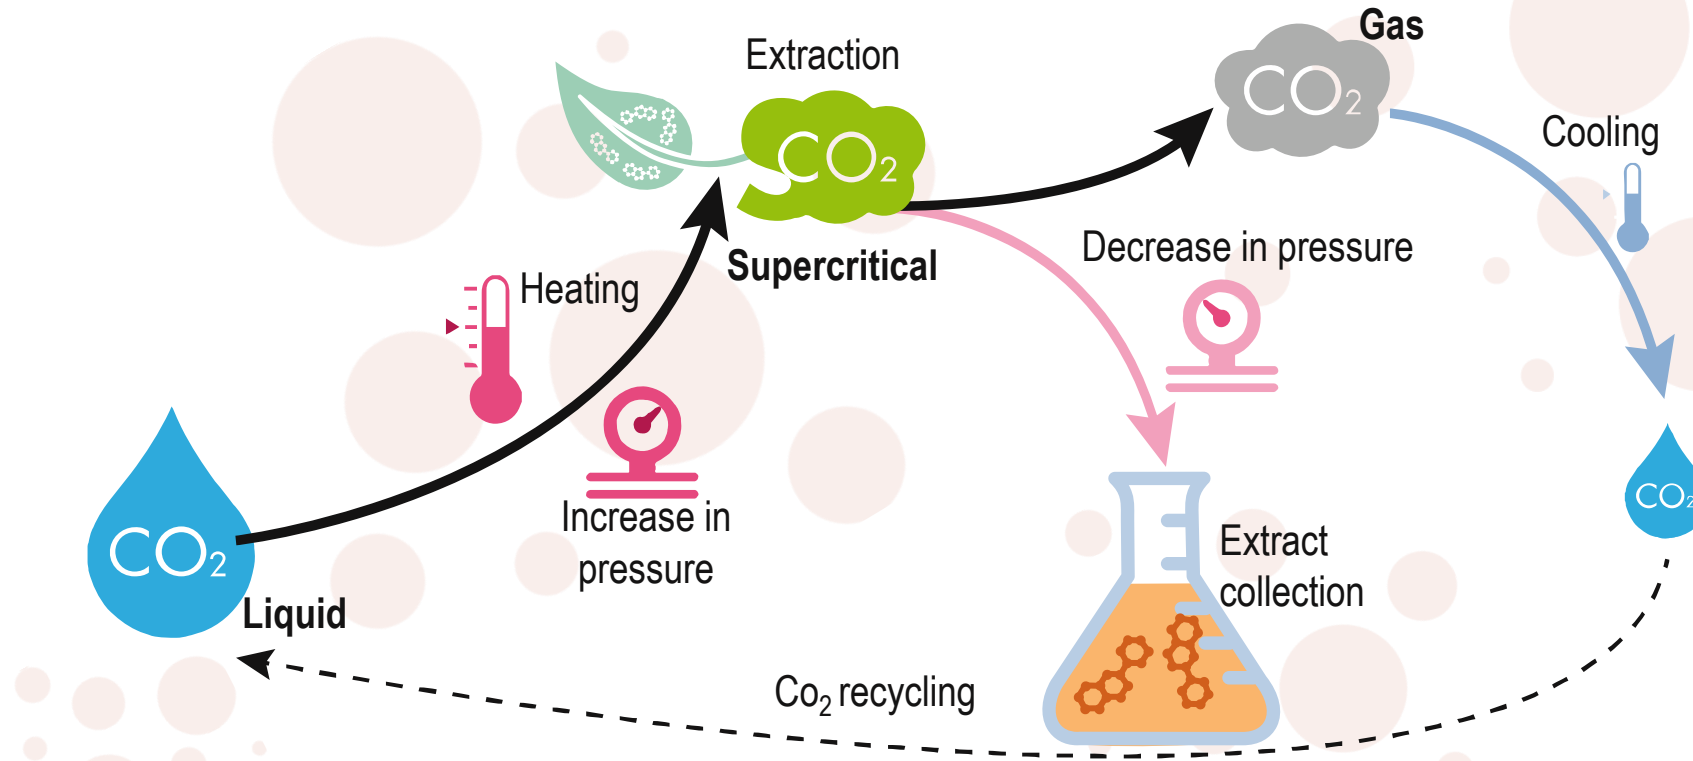 Gas
Extraction
CO₂
CO₂
Cooling
Supercritical
Decrease in pressure
Heating
Increase in
pressure
CO₂
CO₂
Extract
collection
Liquid
Co₂ recycling